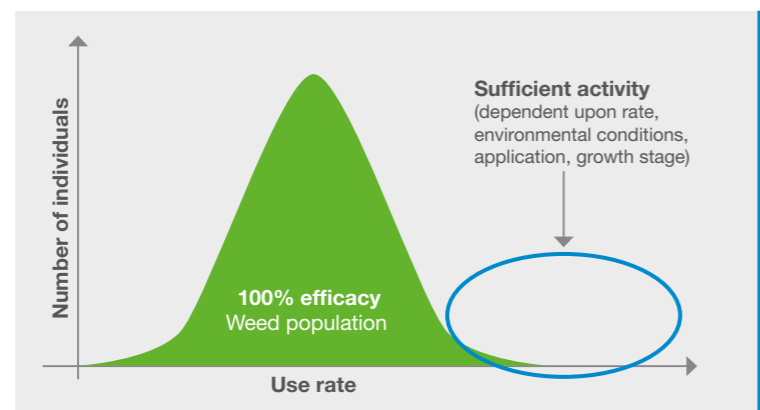 Number of individuals
Sufficient activity
(dependent upon rate,
environmental conditions,
application, growth stage)
100% efficacy
Weed population
Use rate